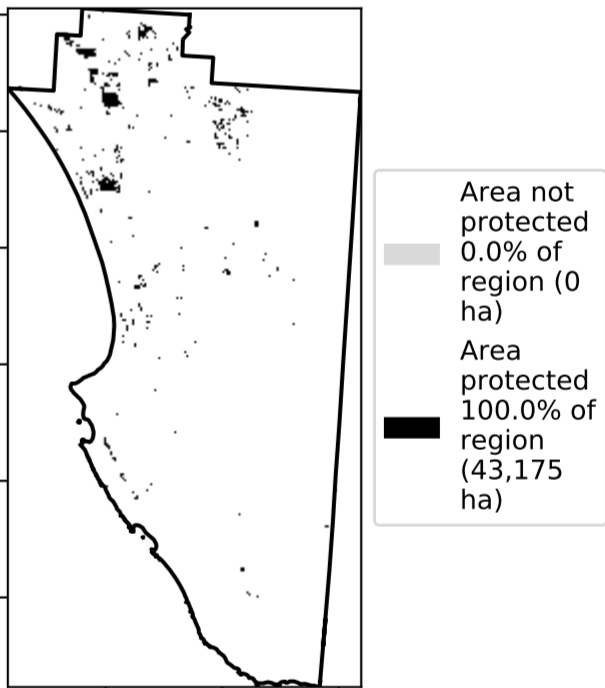 Area not
protected
0.0% of
region (0
ha)
Area
protected
100.0% of
region
(43,175
ha)